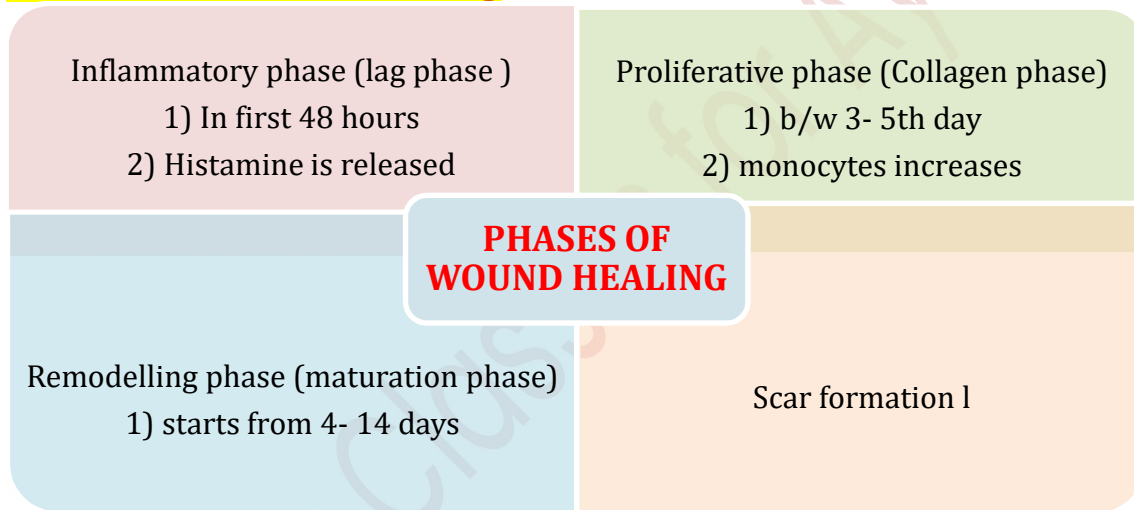 Inflammatory phase (lag phase )
1) In first 48 hours
2) Histamine is released
Proliferative phase (Collagen phase)
1) b/w 3- 5th day
2) monocytes increases
PHASES OF
WOUND HEALING
Remodelling phase (maturation phase)
1) starts from 4- 14 days
Scar formation l